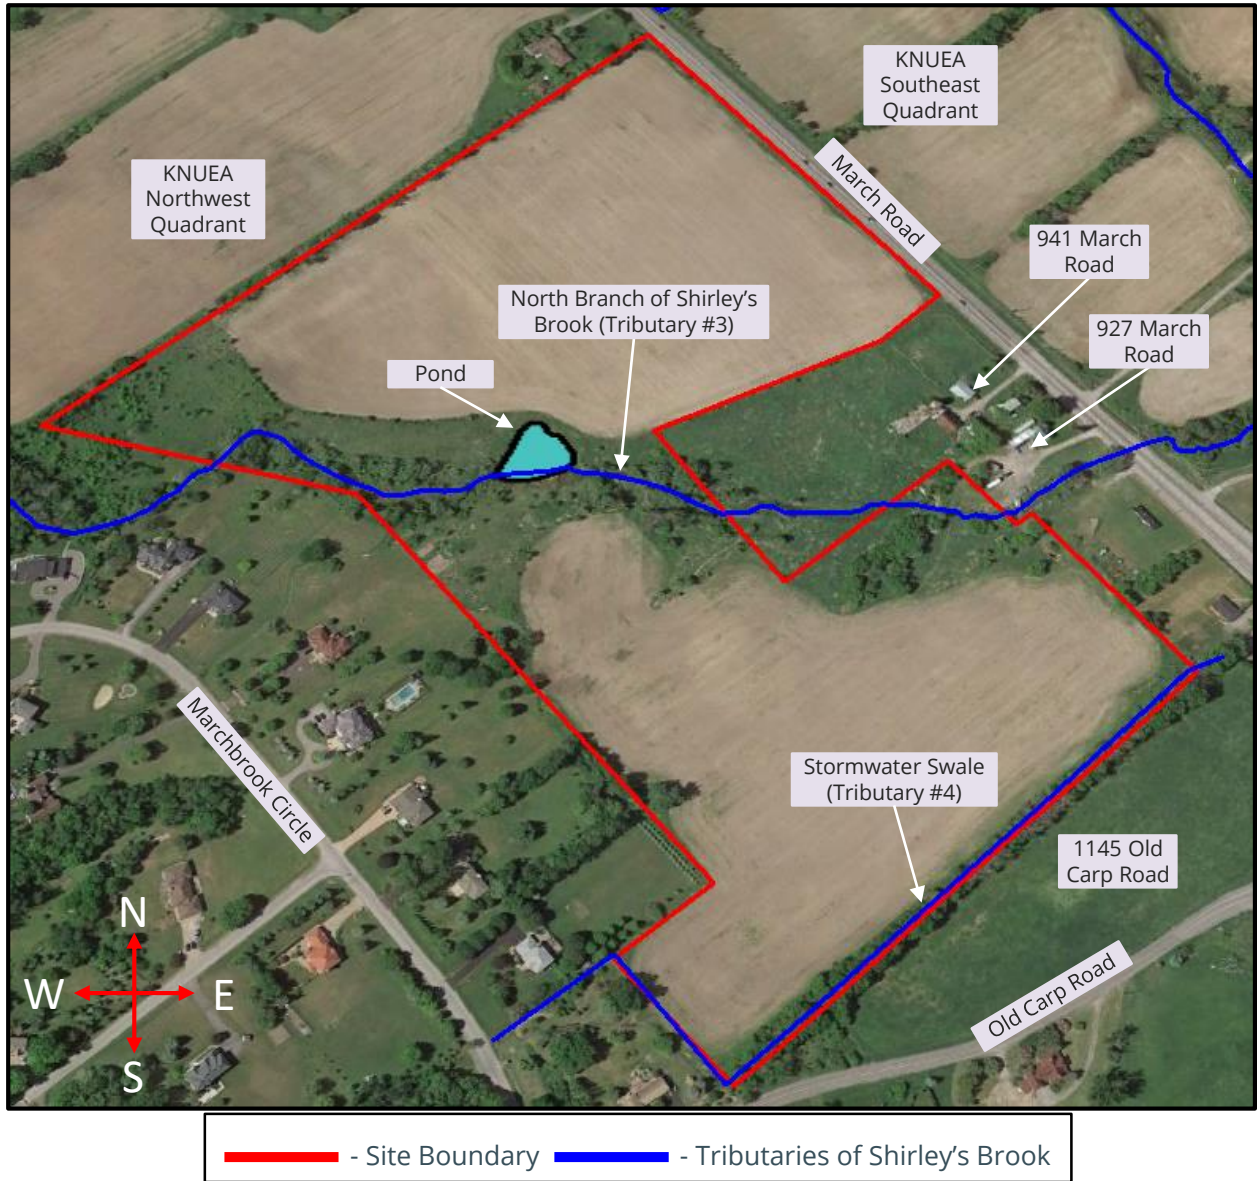 KNUEA
Southeast
Quadrant
KNUEA
Northwest
Quadrant
March Road
941 March
Road
North Branch of Shirley's
Brook (Tributary #3)
927 March
Road
Pond
Marchbrook Circle
Stormwater Swale
(Tributary #4)
1145 Old
Carp Road
N
W E
S
Old Carp Road
- Site Boundary - Tributaries of Shirley's Brook